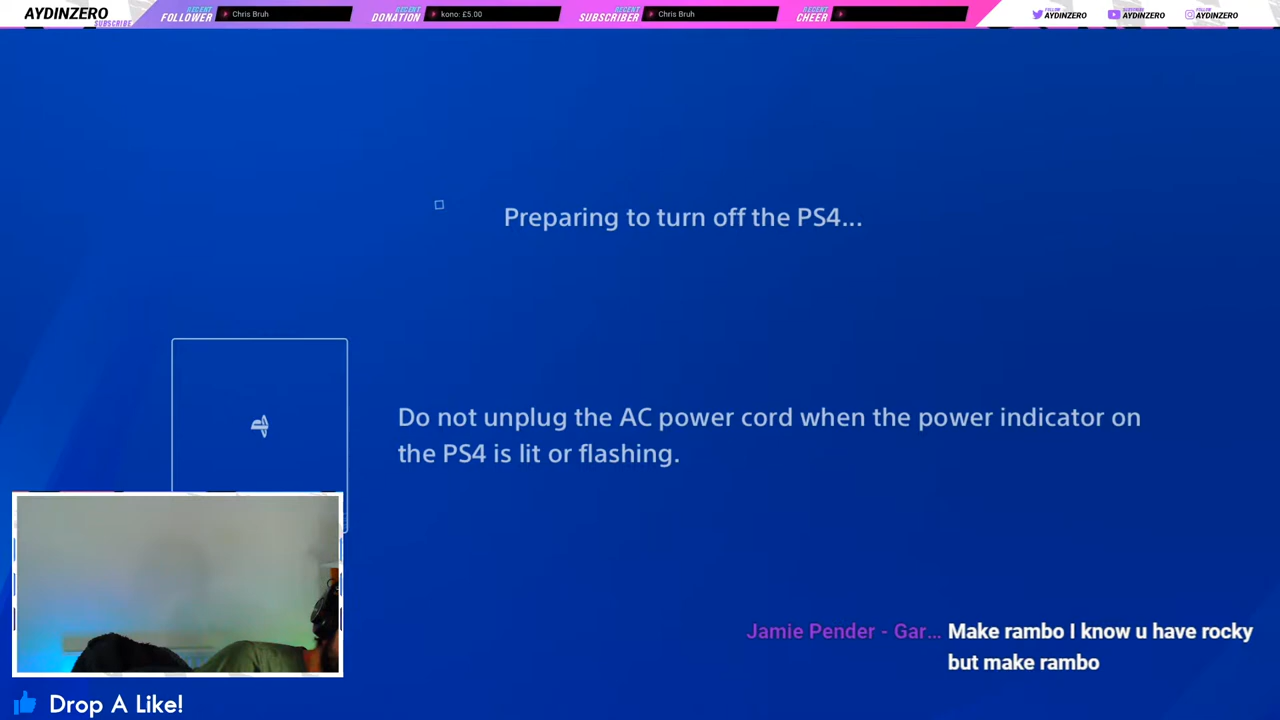 AYDINZERO
SUBSCRIBE
RECENT
FOLLOWER
Chris Bruh
RECENT
DONATION
kono: £5.00
RECENT
SUBSCRIBER
Chris Bruh
RECENT
CHEER
FOLLOW
AYDINZERO
SUBSCRIBE
AYDINZERO
FOLLOW
AYDINZERO
Preparing to turn off the PS4...
Do not unplug the AC power cord when the power indicator on
the PS4 is lit or flashing.
Jamie Pender - Gar... Make rambo I know u have rocky
but make rambo
Drop A Like!